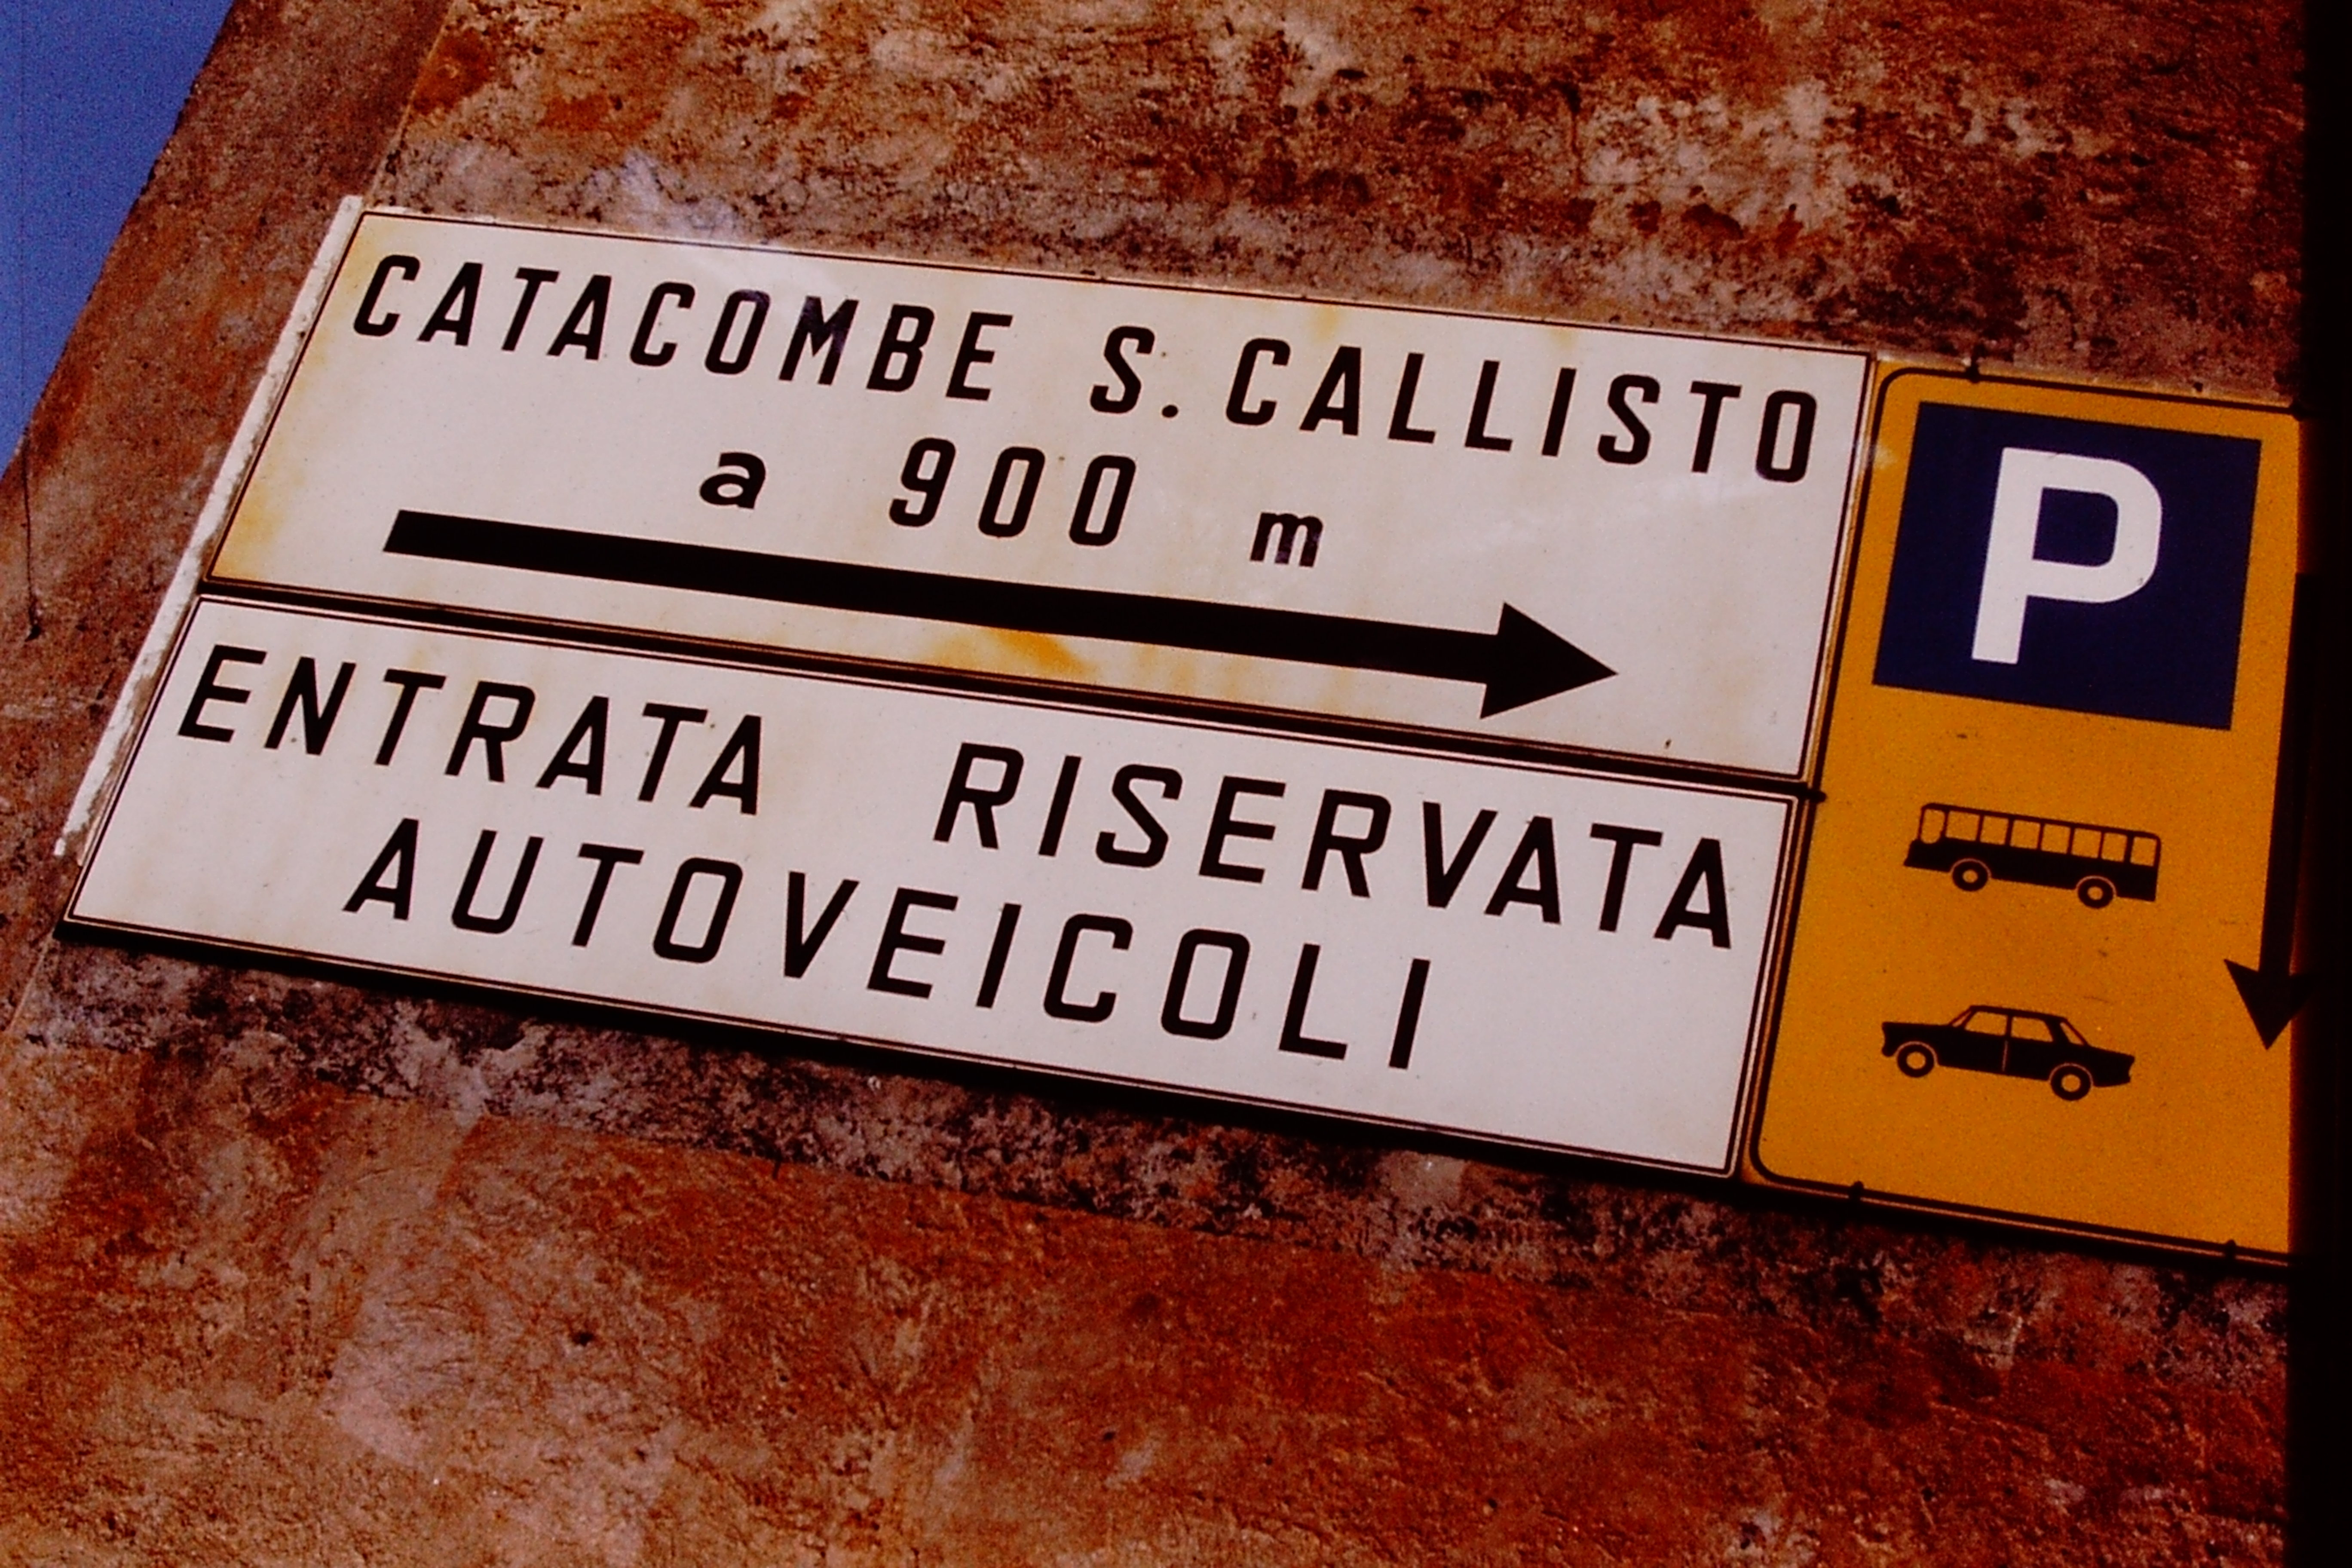 CATACOMBE S. CALLISTO
a 900 m
ENTRATA RISERVATA
AUTOVEICOLI
P